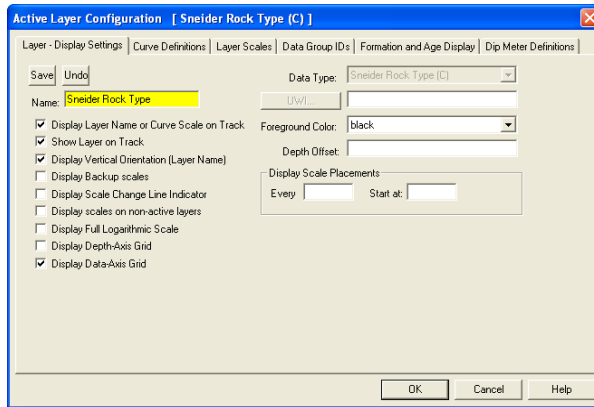 Active Layer Configuration [ Sneider Rock Type (C) ]
Layer - Display Settings Curve Definitions Layer Scales Data Group IDs Formation and Age Display Dip Meter Definitions
Save Undo
Name: Sneider Rock Type
Display Layer Name or Curve Scale on Track
Show Layer on Track
Display Vertical Orientation (Layer Name)
Display Backup scales
Display Scale Change Line Indicator
Display scales on non-active layers
Display Full Logarithmic Scale
Display Depth-Axis Grid
Display Data-Axis Grid
Data Type: Sneider Rock Type (C)
UWI...
Foreground Color: black
Depth Offset:
Display Scale Placements
Every Start at:
OK Cancel Help